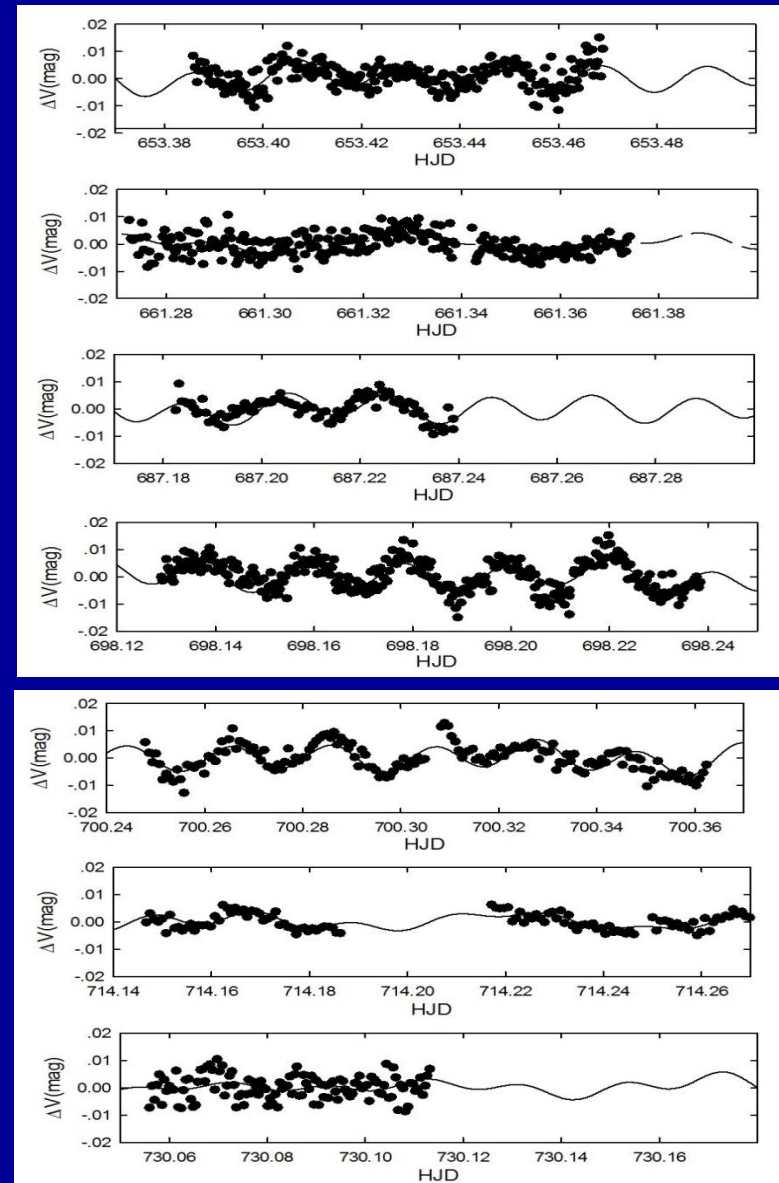 .02
.01
0.00
-.01
-.02
ΔV(mag)
653.38 653.40 653.42 653.44 653.46 653.48
HJD
.02
.01
0.00
-.01
-.02
ΔV(mag)
661.28 661.30 661.32 661.34 661.36 661.38
HJD
.02
.01
0.00
-.01
-.02
ΔV(mag)
687.18 687.20 687.22 687.24 687.26 687.28
HJD
.02
.01
0.00
-.01
-.02
ΔV(mag)
698.12 698.14 698.16 698.18 698.20 698.22 698.24
HJD
.02
.01
0.00
-.01
-.02
ΔV(mag)
700.24 700.26 700.28 700.30 700.32 700.34 700.36
HJD
.02
.01
0.00
-.01
-.02
ΔV(mag)
714.14 714.16 714.18 714.20 714.22 714.24 714.26
HJD
.02
.01
0.00
-.01
-.02
ΔV(mag)
730.06 730.08 730.10 730.12 730.14 730.16
HJD